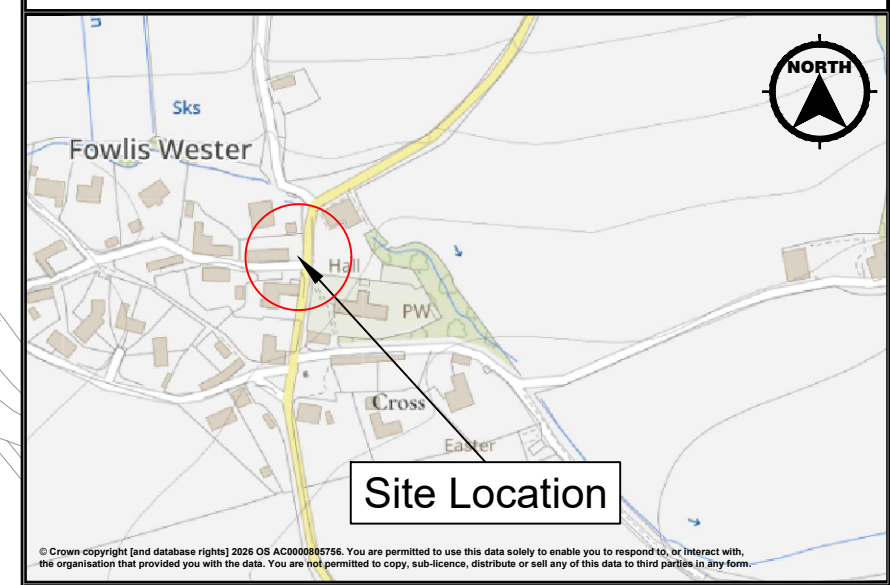 NORTH
Sks
Fowlis Wester
Hall
PW
Cross
Easter
Site Location
© Crown copyright [and database rights] 2026 OS AC0000805756. You are permitted to use this data solely to enable you to respond to, or interact with,
the organisation that provided you with the data. You are not permitted to copy, sub-licence, distribute or sell any of this data to third parties in any form.